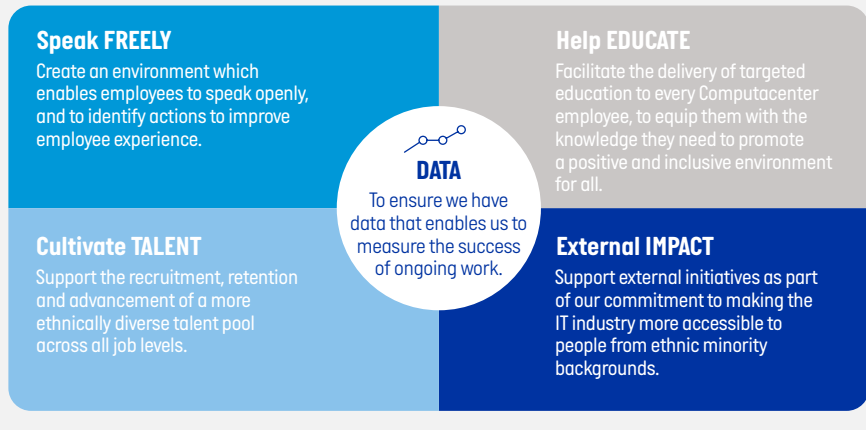 Speak FREELY
Create an environment which
enables employees to speak openly,
and to identify actions to improve
employee experience.
Help EDUCATE
Facilitate the delivery of targeted
education to every Computacenter
employee, to equip them with the
knowledge they need to promote
a positive and inclusive environment
for all.
DATA
To ensure we have
data that enables us to
measure the success
of ongoing work.
Cultivate TALENT
Support the recruitment, retention
and advancement of a more
ethnically diverse talent pool
across all job levels.
External IMPACT
Support external initiatives as part
of our commitment to making the
IT industry more accessible to
people from ethnic minority
backgrounds.